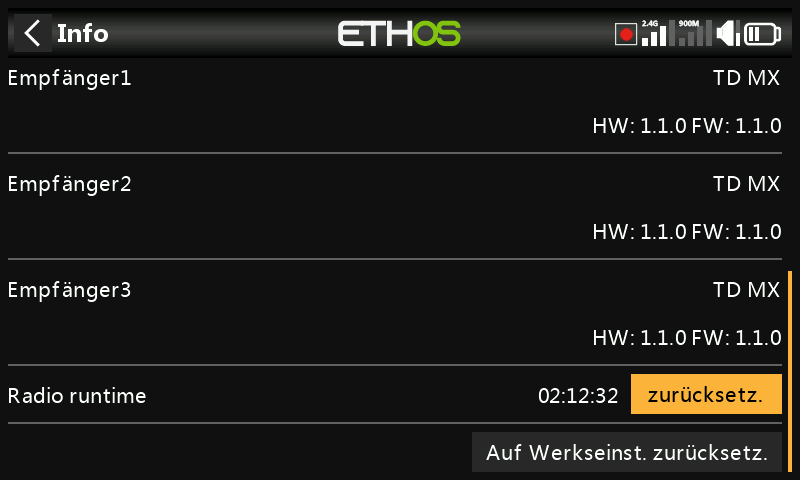 Info
ETHOS
2.4G
900M
Empfänger1
TD MX
HW: 1.1.0 FW: 1.1.0
Empfänger2
TD MX
HW: 1.1.0 FW: 1.1.0
Empfänger3
TD MX
HW: 1.1.0 FW: 1.1.0
Radio runtime
02:12:32
zurücksetz.
Auf Werkseinst. zurücksetz.